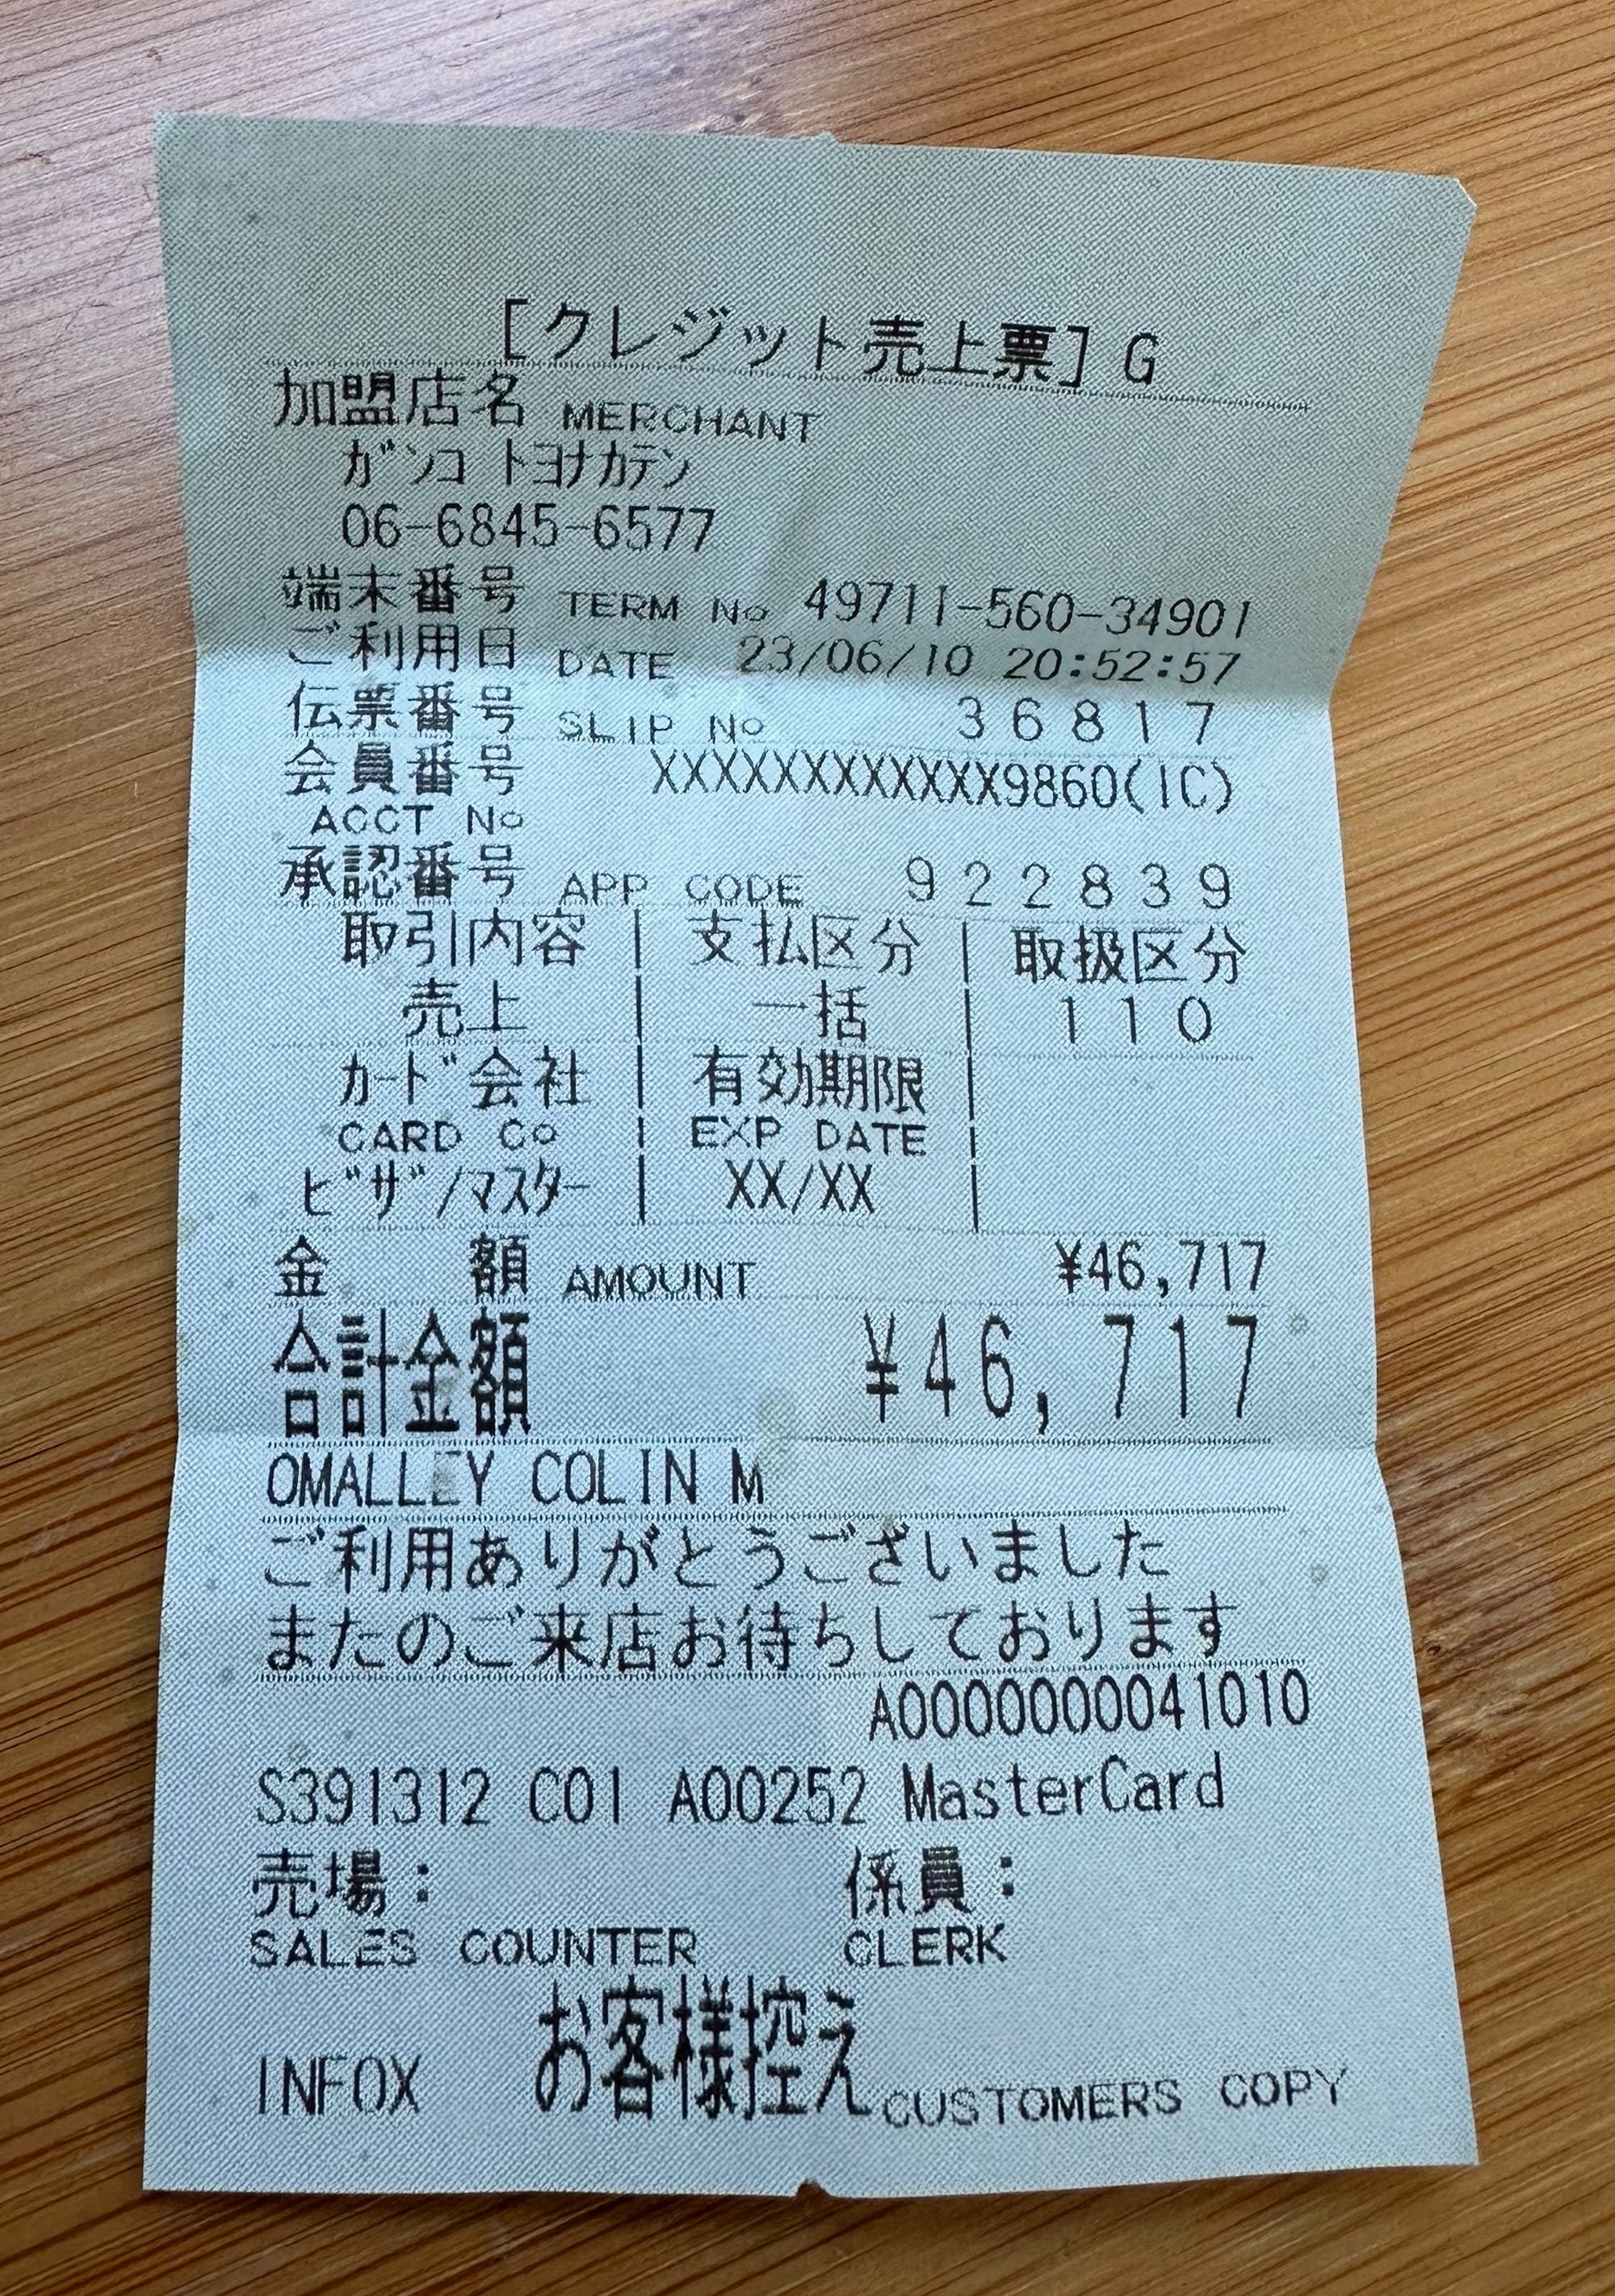 [クレジット売上票] G
加盟店名 MERCHANT
ガンコ トヨナカテン
06-6845-6577
端末番号 TERM No 49711-560-34901
ご利用日 DATE 23/06/10 20:52:57
伝票番号 SLIP No 36817
会員番号 XXXXXXXXXXXX9860(IC)
ACCT No
承認番号 APP CODE 922839
取引内容 | 支払区分 | 取扱区分
売上 | 一括 | 110
カード会社 | 有効期限 |
CARD Co | EXP DATE |
ビザ/マスター | XX/XX |
金 額 AMOUNT ¥46,717
合計金額 ¥46,717
OMALLEY COLIN M
ご利用ありがとうございました
またのご来店お待ちしております
A0000000041010
S391312 C01 A00252 MasterCard
売場: 係員:
SALES COUNTER CLERK
INFOX お客様控え CUSTOMERS COPY